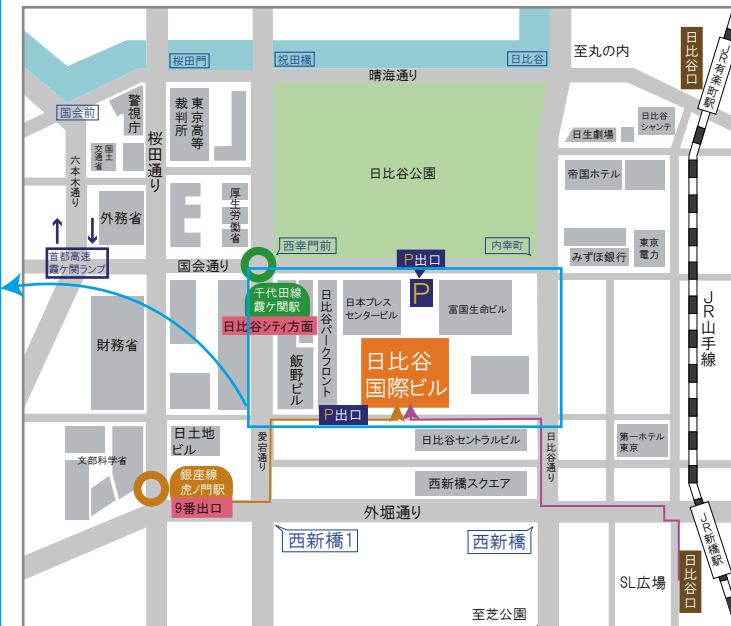 桜田門
祝田橋
日比谷
至丸の内
日比谷口
JR有楽町駅
晴海通り
国会前
警視庁
東京高等
裁判所
桜田通り
日比谷
シャンテ
日生劇場
国土
交通省
六本木通り
日比谷公園
帝国ホテル
外務省
厚生労働省
西幸門前
内幸町
東京
電力
みずほ銀行
首都高速
霞ケ関ランプ
国会通り
P出口
P
千代田線
霞ケ関駅
日比谷シティ方面
日比谷パークフロント
日本プレス
センタービル
富国生命ビル
JR山手線
財務省
飯野ビル
日比谷
国際ビル
P出口
日土地
ビル
愛宕通り
日比谷セントラルビル
日比谷通り
第一ホテル
東京
文部科学省
銀座線
虎ノ門駅
9番出口
西新橋スクエア
外堀通り
JR新橋駅
西新橋1
西新橋
日比谷口
SL広場
至芝公園